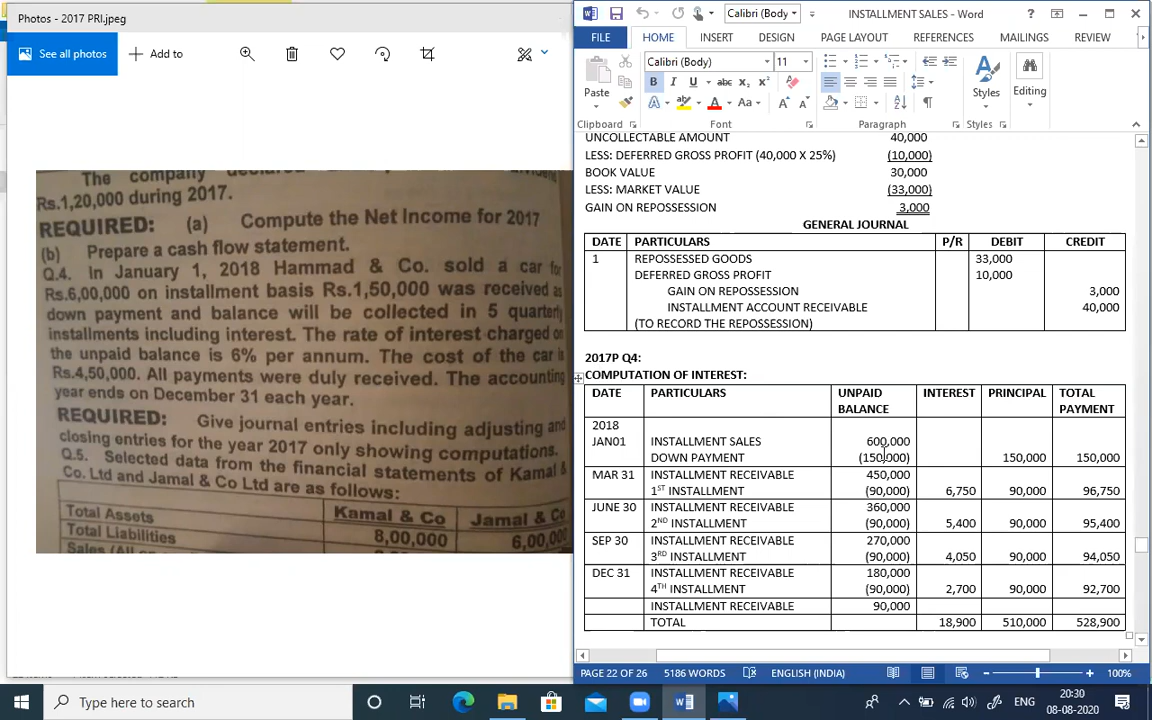 Photos - 2017 PRI.jpeg
See all photos
Add to
The company declared
Rs.1,20,000 during 2017.
REQUIRED: (a) Compute the Net Income for 2017
(b) Prepare a cash flow statement.
Q.4. In January 1, 2018 Hammad & Co. sold a car for
Rs.6,00,000 on installment basis Rs.1,50,000 was received as
down payment and balance will be collected in 5 quarterly
installments including interest. The rate of interest charged on
the unpaid balance is 6% per annum. The cost of the car is
Rs.4,50,000. All payments were duly received. The accounting
year ends on December 31 each year.
REQUIRED: Give journal entries including adjusting and
closing entries for the year 2017 only showing computations.
Q.5. Selected data from the financial statements of Kamal &
Co. Ltd and Jamal & Co Ltd are as follows:
Kamal & Co Jamal & Co
Total Assets 8,00,000 6,00,000
Total Liabilities
INSTALLMENT SALES - Word
Calibri (Body
FILE HOME INSERT DESIGN PAGE LAYOUT REFERENCES MAILINGS REVIEW
Calibri (Body) 11
Paste Styles Editing
Clipboard Font Paragraph Styles
UNCOLLECTABLE AMOUNT 40,000
LESS: DEFERRED GROSS PROFIT (40,000 X 25%) (10,000)
BOOK VALUE 30,000
LESS: MARKET VALUE (33,000)
GAIN ON REPOSSESSION 3,000
GENERAL JOURNAL
DATE PARTICULARS P/R DEBIT CREDIT
1 REPOSSESSED GOODS 33,000
DEFERRED GROSS PROFIT 10,000
GAIN ON REPOSSESSION 3,000
INSTALLMENT ACCOUNT RECEIVABLE 40,000
(TO RECORD THE REPOSSESSION)
2017P Q4:
COMPUTATION OF INTEREST:
DATE PARTICULARS UNPAID BALANCE INTEREST PRINCIPAL TOTAL PAYMENT
2018
JAN01 INSTALLMENT SALES 600,000
DOWN PAYMENT (150,000) 150,000 150,000
MAR 31 INSTALLMENT RECEIVABLE 450,000
1ST INSTALLMENT (90,000) 6,750 90,000 96,750
JUNE 30 INSTALLMENT RECEIVABLE 360,000
2ND INSTALLMENT (90,000) 5,400 90,000 95,400
SEP 30 INSTALLMENT RECEIVABLE 270,000
3RD INSTALLMENT (90,000) 4,050 90,000 94,050
DEC 31 INSTALLMENT RECEIVABLE 180,000
4TH INSTALLMENT (90,000) 2,700 90,000 92,700
INSTALLMENT RECEIVABLE 90,000
TOTAL 18,900 510,000 528,900
PAGE 22 OF 26 5186 WORDS ENGLISH (INDIA) 100%
Type here to search
ENG
20:30
08-08-2020